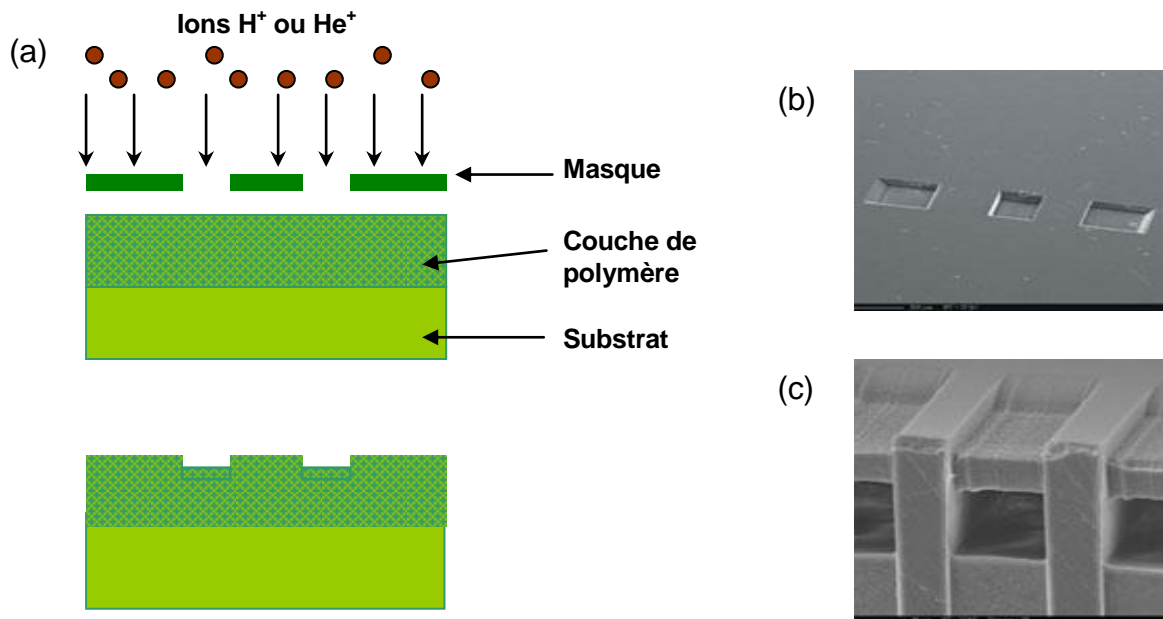 Ions H⁺ ou He⁺
(a)
Masque
Couche de
polymère
Substrat
(b)
(c)